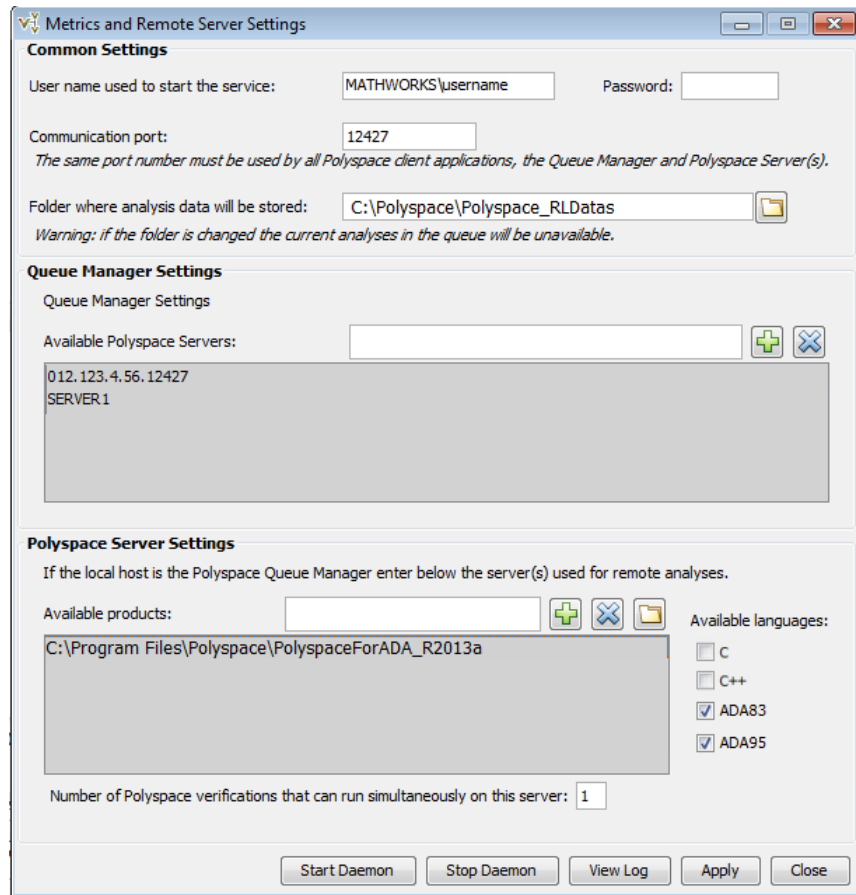 Metrics and Remote Server Settings
Common Settings
User name used to start the service: MATHWORKS\username Password:
Communication port: 12427
The same port number must be used by all Polyspace client applications, the Queue Manager and Polyspace Server(s).
Folder where analysis data will be stored: C:\Polyspace\Polyspace_RLDatas
Warning: if the folder is changed the current analyses in the queue will be unavailable.
Queue Manager Settings
Queue Manager Settings
Available Polyspace Servers:
012.123.4.56.12427
SERVER1
Polyspace Server Settings
If the local host is the Polyspace Queue Manager enter below the server(s) used for remote analyses.
Available products:
Available languages:
C:\Program Files\Polyspace\PolyspaceForADA_R2013a
C
C++
ADA83
ADA95
Number of Polyspace verifications that can run simultaneously on this server: 1
Start Daemon Stop Daemon View Log Apply Close